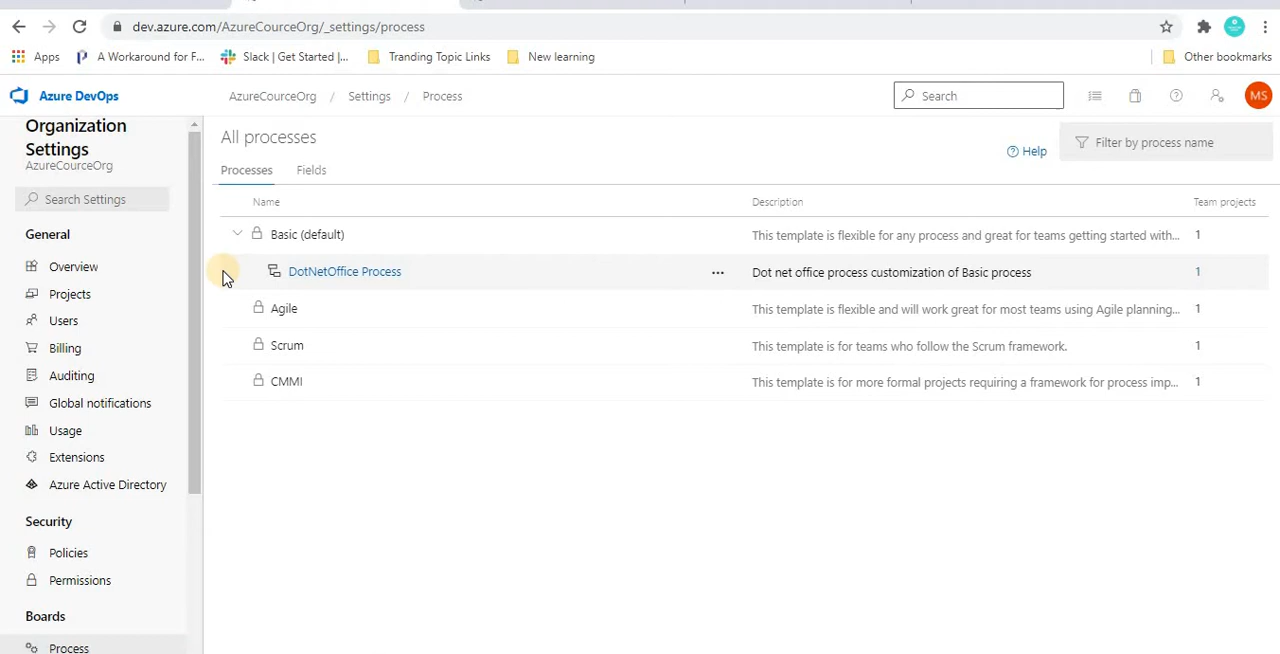 dev.azure.com/AzureCourceOrg/_settings/process
Apps
A Workaround for F...
Slack | Get Started |...
Tranding Topic Links
New learning
Other bookmarks
Azure DevOps
AzureCourceOrg / Settings / Process
Search
MS
Organization
Settings
AzureCourceOrg
Search Settings
General
Overview
Projects
Users
Billing
Auditing
Global notifications
Usage
Extensions
Azure Active Directory
Security
Policies
Permissions
Boards
Process
All processes
Help
Filter by process name
Processes
Fields
Name Description Team projects
Basic (default) This template is flexible for any process and great for teams getting started with... 1
DotNetOffice Process ... Dot net office process customization of Basic process 1
Agile This template is flexible and will work great for most teams using Agile planning... 1
Scrum This template is for teams who follow the Scrum framework. 1
CMMI This template is for more formal projects requiring a framework for process imp... 1